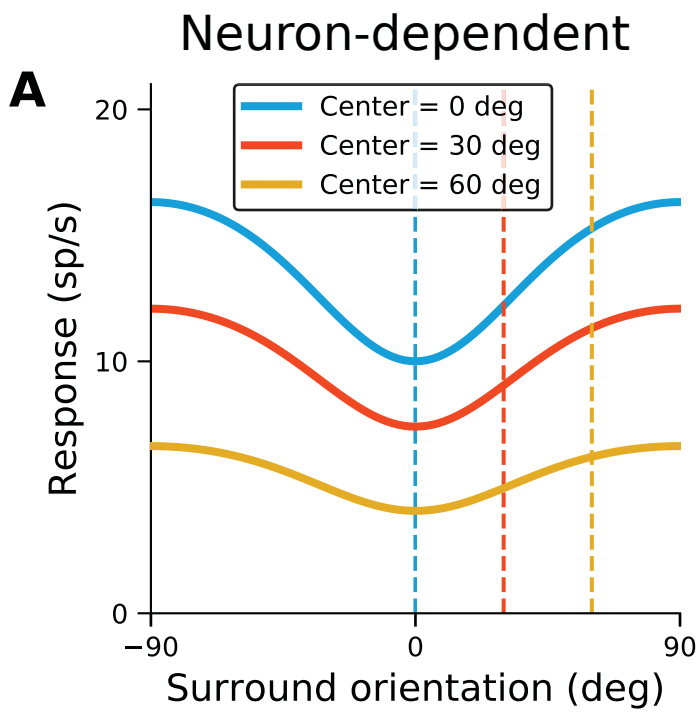 Neuron-dependent
A
Center = 0 deg
Center = 30 deg
Center = 60 deg
20
10
0
Response (sp/s)
−90 0 90
Surround orientation (deg)